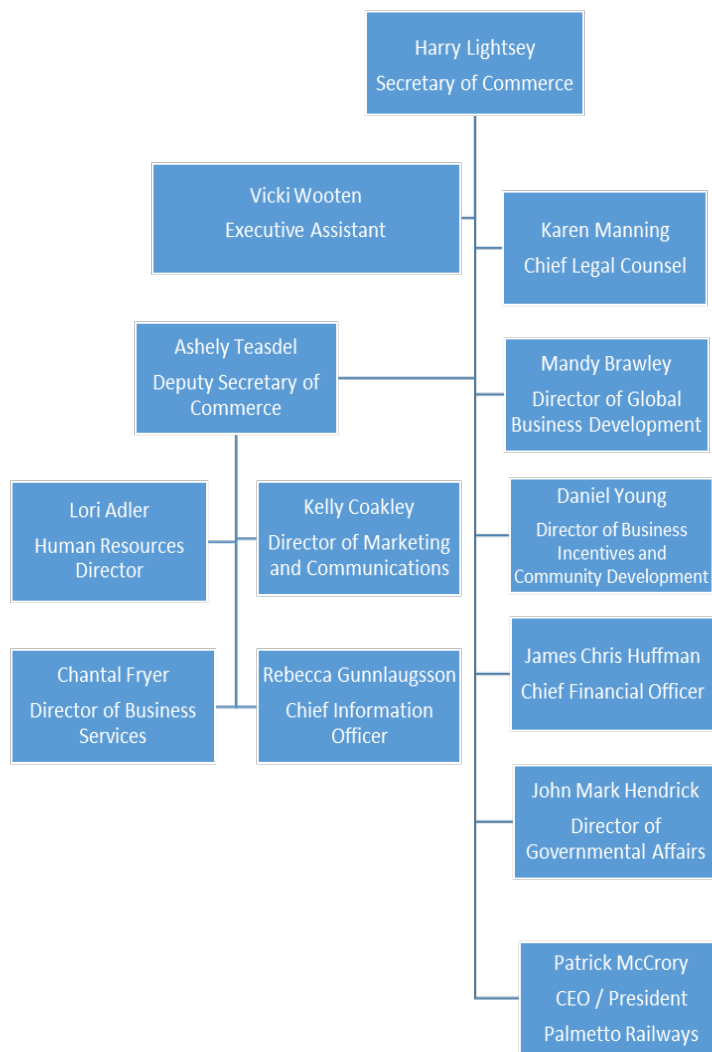 Harry Lightsey
Secretary of Commerce
Vicki Wooten
Executive Assistant
Karen Manning
Chief Legal Counsel
Ashely Teasdel
Deputy Secretary of
Commerce
Mandy Brawley
Director of Global
Business Development
Lori Adler
Human Resources
Director
Kelly Coakley
Director of Marketing
and Communications
Daniel Young
Director of Business
Incentives and
Community Development
Chantal Fryer
Director of Business
Services
Rebecca Gunnlaugsson
Chief Information
Officer
James Chris Huffman
Chief Financial Officer
John Mark Hendrick
Director of
Governmental Affairs
Patrick McCrory
CEO / President
Palmetto Railways